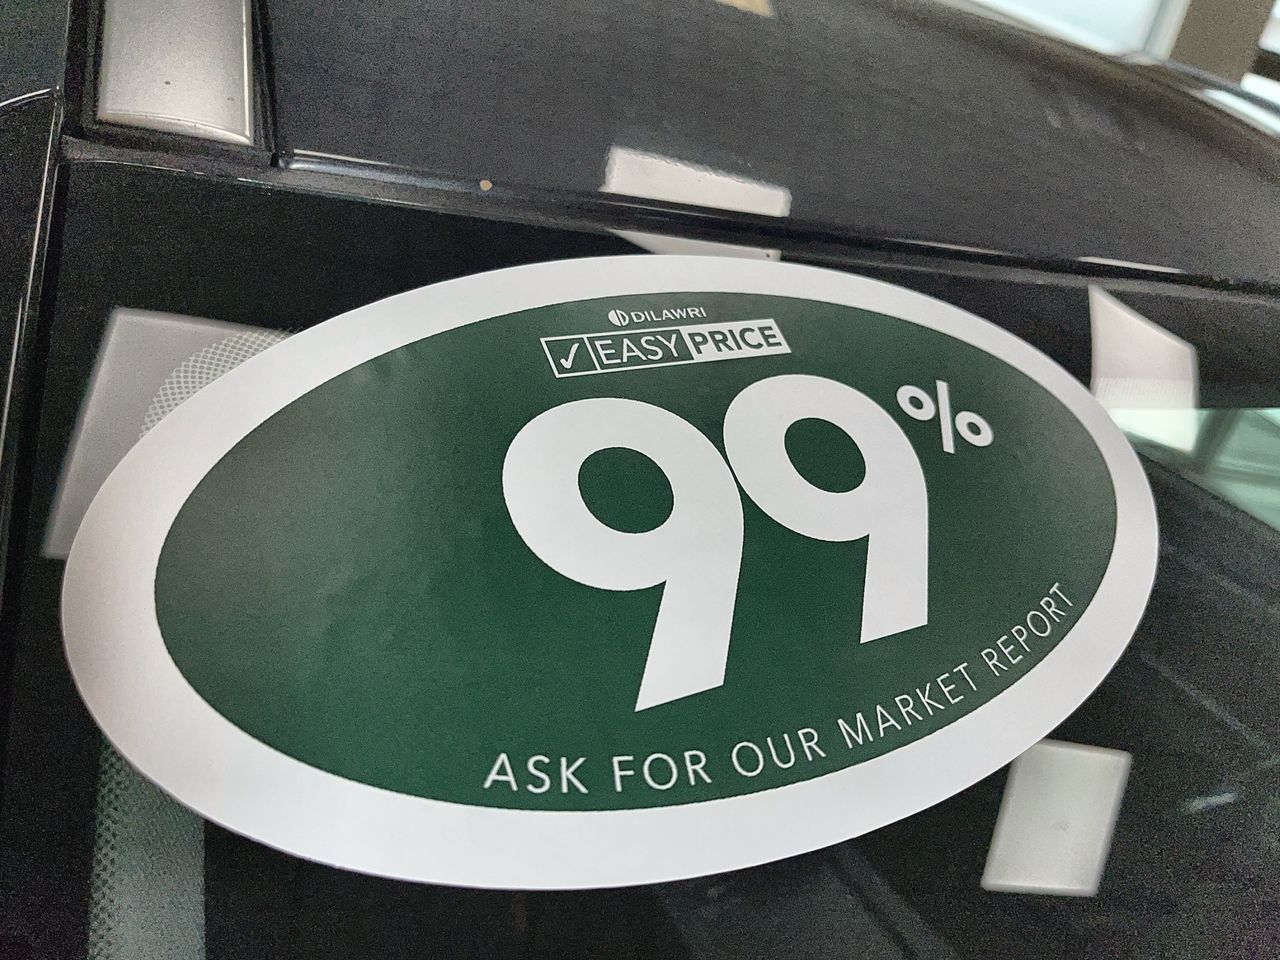 DILAWRI
✓ EASY PRICE
99%
ASK FOR OUR MARKET REPORT